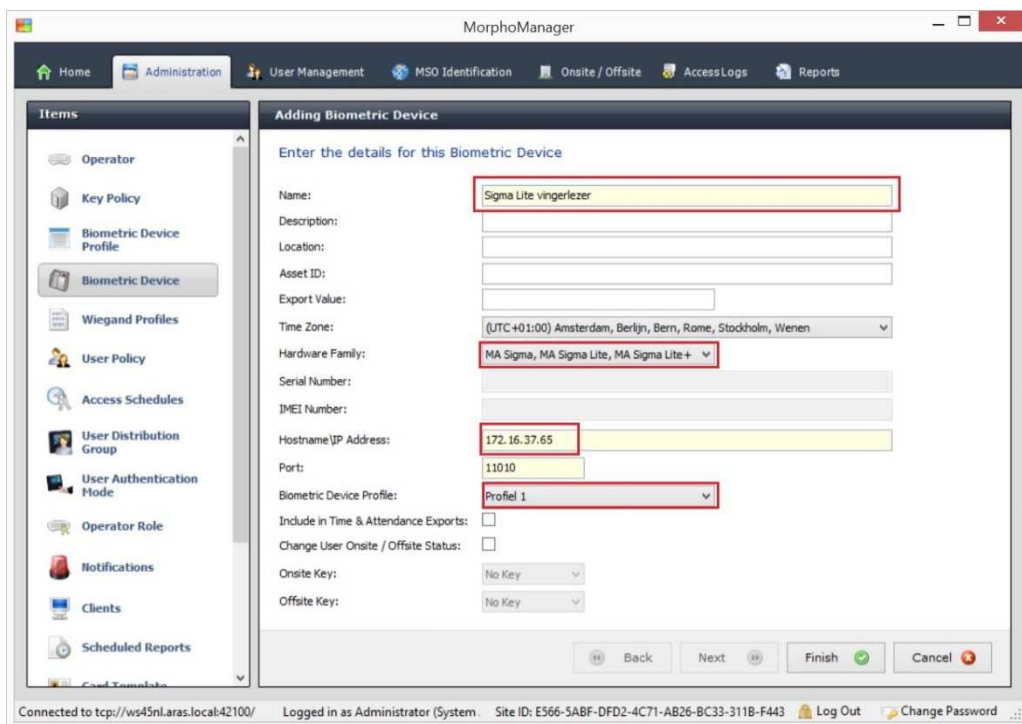 MorphoManager
Home Administration User Management MSO Identification Onsite / Offsite Access Logs Reports
Items
Operator
Key Policy
Biometric Device
Profile
Biometric Device
Wiegand Profiles
User Policy
Access Schedules
User Distribution
Group
User Authentication
Mode
Operator Role
Notifications
Clients
Scheduled Reports
Card Template
Adding Biometric Device
Enter the details for this Biometric Device
Name: Sigma Lite vingerlezer
Description:
Location:
Asset ID:
Export Value:
Time Zone: (UTC+01:00) Amsterdam, Berlijn, Bern, Rome, Stockholm, Wenen
Hardware Family: MA Sigma, MA Sigma Lite, MA Sigma Lite+
Serial Number:
IMEI Number:
Hostname\IP Address: 172.16.37.65
Port: 11010
Biometric Device Profile: Profiel 1
Include in Time & Attendance Exports:
Change User Onsite / Offsite Status:
Onsite Key: No Key
Offsite Key: No Key
Back Next Finish Cancel
Connected to tcp://ws45nl.aras.local:42100/ Logged in as Administrator (System . Site ID: E566-5ABF-DFD2-4C71-AB26-BC33-311B-F443 Log Out Change Password